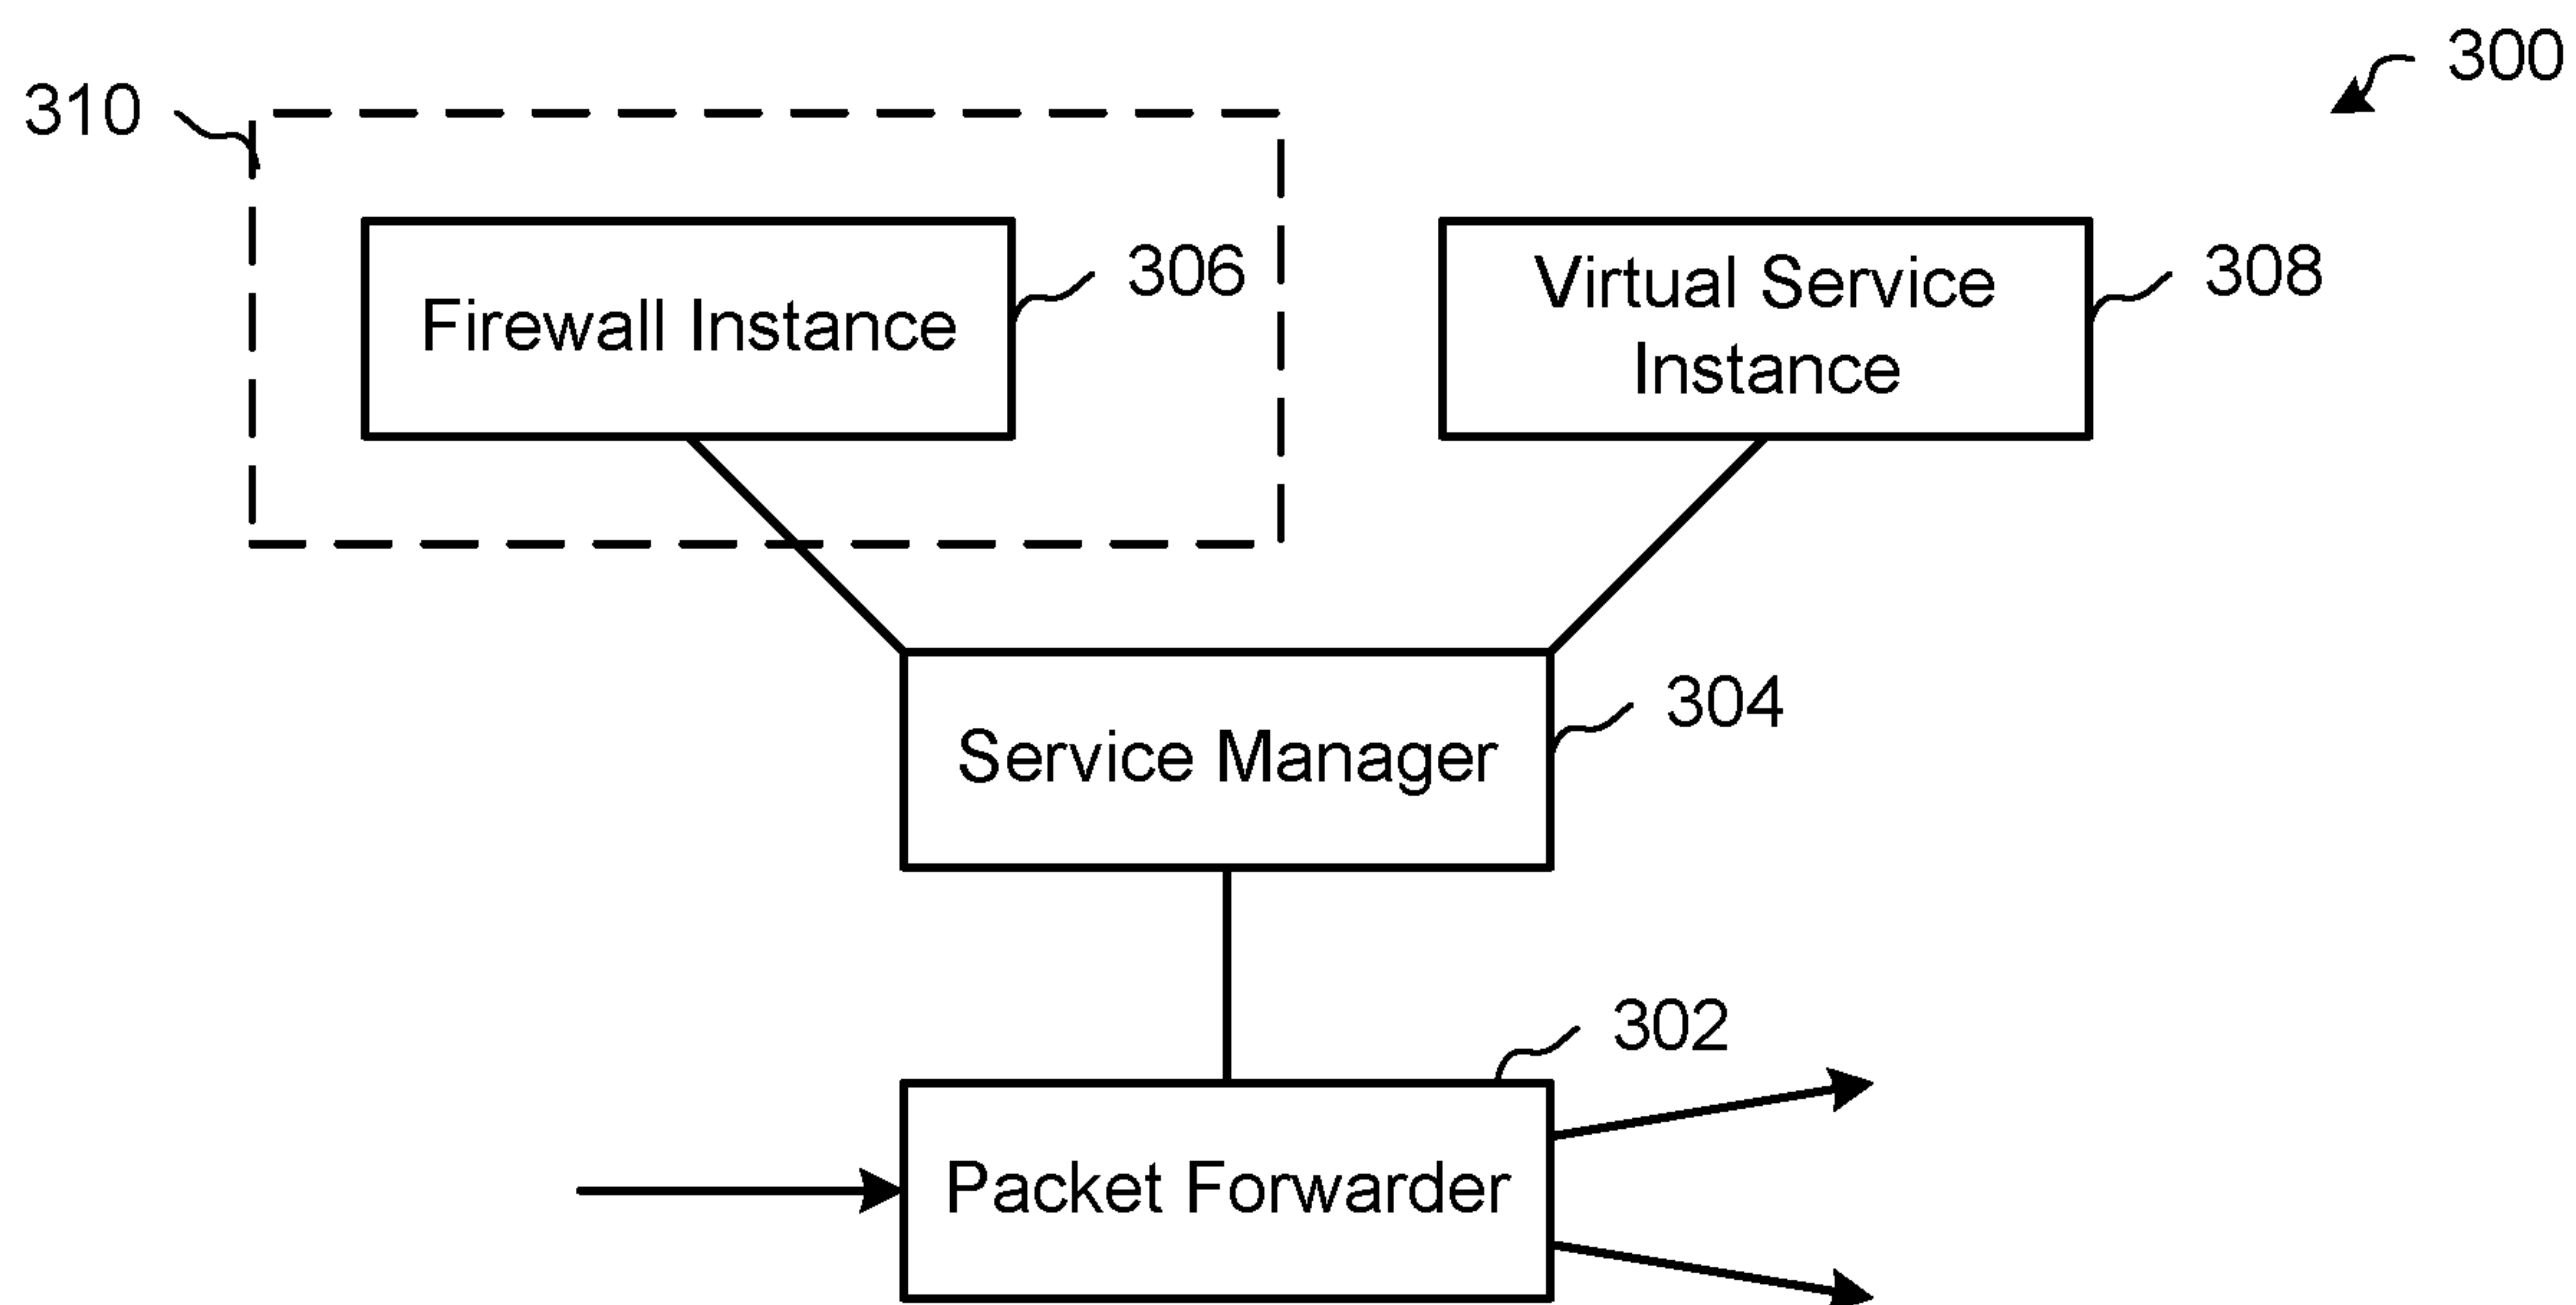 300
310
306
Firewall Instance
308
Virtual Service
Instance
304
Service Manager
302
Packet Forwarder